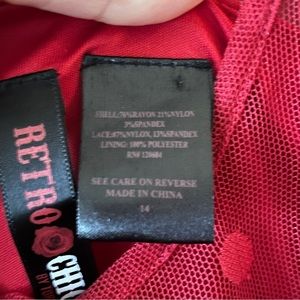 SHELL:76%RAYON 21%NYLON
3%SPANDEX
LACE:87%NYLON, 13%SPANDEX
LINING: 100% POLYESTER
RN# 120604
SEE CARE ON REVERSE
MADE IN CHINA
14
RETRO CHIC